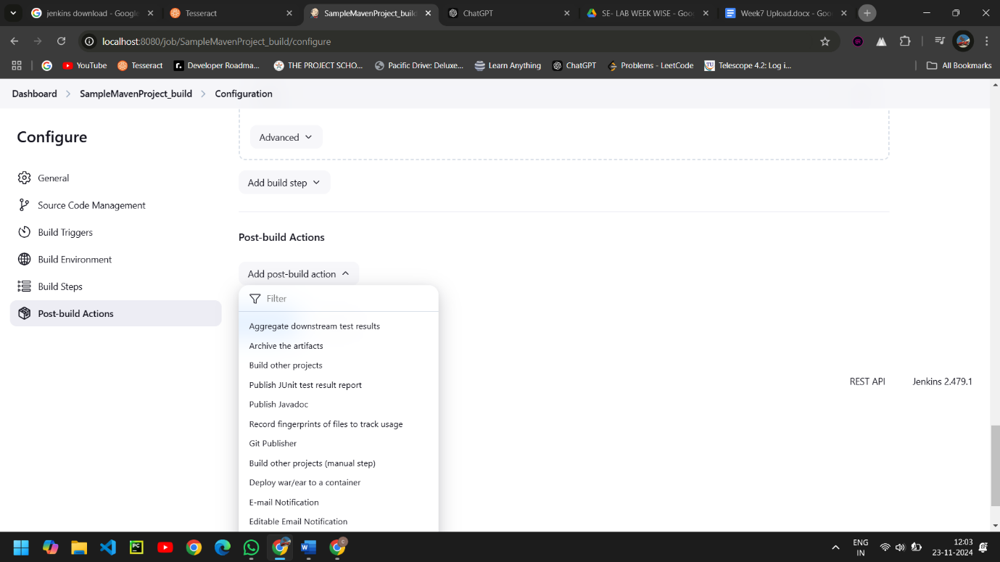 jenkins download - Google
Tesseract
SampleMavenProject_build
ChatGPT
SE- LAB WEEK WISE - Goo
Week7 Upload.docx - Goo
localhost:8080/job/SampleMavenProject_build/configure
YouTube
Tesseract
Developer Roadma...
THE PROJECT SCHO...
Pacific Drive: Deluxe...
Learn Anything
ChatGPT
Problems - LeetCode
Telescope 4.2: Log i...
All Bookmarks
Dashboard
SampleMavenProject_build
Configuration
Configure
General
Source Code Management
Build Triggers
Build Environment
Build Steps
Post-build Actions
Advanced
Add build step
Post-build Actions
Add post-build action
Filter
Aggregate downstream test results
Archive the artifacts
Build other projects
Publish JUnit test result report
Publish Javadoc
Record fingerprints of files to track usage
Git Publisher
Build other projects (manual step)
Deploy war/ear to a container
E-mail Notification
Editable Email Notification
REST API
Jenkins 2.479.1
ENG
IN
12:03
23-11-2024